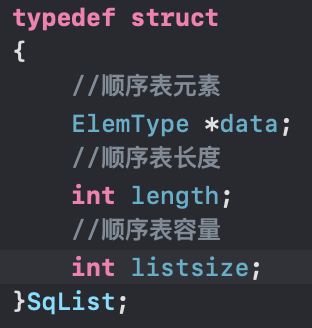 typedef struct
{
//顺序表元素
ElemType *data;
//顺序表长度
int length;
//顺序表容量
int listsize;
}SqList;